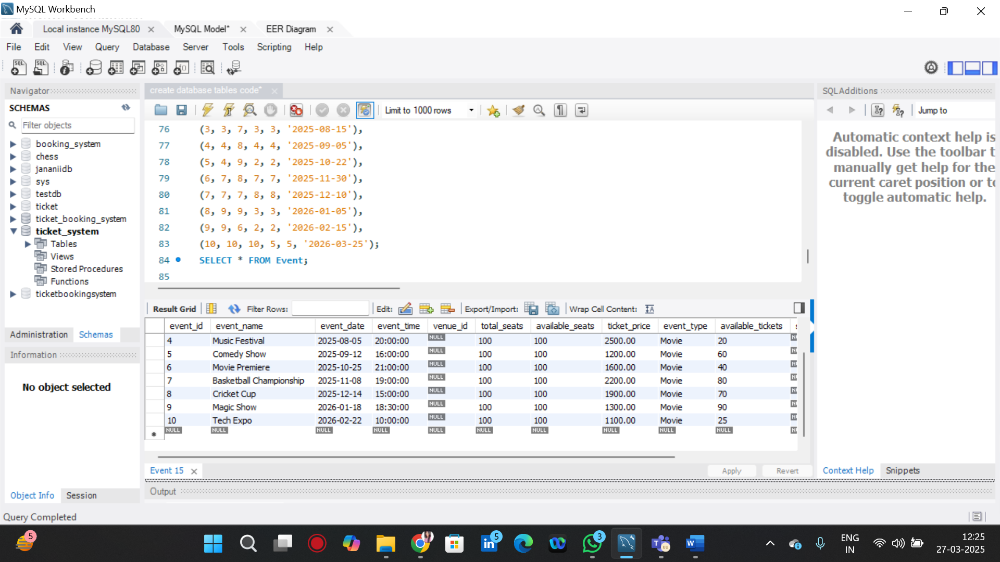 MySQL Workbench
Local instance MySQL80
MySQL Model*
EER Diagram
File Edit View Query Database Server Tools Scripting Help
Navigator
SCHEMAS
Filter objects
booking_system
chess
jananiidb
sys
testdb
ticket
ticket_booking_system
ticket_system
Tables
Views
Stored Procedures
Functions
ticketbookingsystem
Administration Schemas
Information
No object selected
Object Info Session
create database tables code*
Limit to 1000 rows
76 (3, 3, 7, 3, 3, '2025-08-15'),
77 (4, 4, 8, 4, 4, '2025-09-05'),
78 (5, 4, 9, 2, 2, '2025-10-22'),
79 (6, 7, 8, 7, 7, '2025-11-30'),
80 (7, 7, 7, 8, 8, '2025-12-10'),
81 (8, 9, 9, 3, 3, '2026-01-05'),
82 (9, 9, 6, 2, 2, '2026-02-15'),
83 (10, 10, 10, 5, 5, '2026-03-25');
84 SELECT * FROM Event;
85
Result Grid Filter Rows: Edit: Export/Import: Wrap Cell Content:
event_id event_name event_date event_time venue_id total_seats available_seats ticket_price event_type available_tickets
4 Music Festival 2025-08-05 20:00:00 NULL 100 100 2500.00 Movie 20
5 Comedy Show 2025-09-12 16:00:00 NULL 100 100 1200.00 Movie 60
6 Movie Premiere 2025-10-25 21:00:00 NULL 100 100 1600.00 Movie 40
7 Basketball Championship 2025-11-08 19:00:00 NULL 100 100 2200.00 Movie 80
8 Cricket Cup 2025-12-14 15:00:00 NULL 100 100 1900.00 Movie 70
9 Magic Show 2026-01-18 18:30:00 NULL 100 100 1300.00 Movie 90
10 Tech Expo 2026-02-22 10:00:00 NULL 100 100 1100.00 Movie 25
NULL NULL NULL NULL NULL NULL NULL NULL NULL NULL
Event 15
Apply Revert
Output
SQLAdditions
Jump to
Automatic context help is
disabled. Use the toolbar t
manually get help for the
current caret position or to
toggle automatic help.
Context Help Snippets
Query Completed
5
5
3
ENG
IN
12:25
27-03-2025